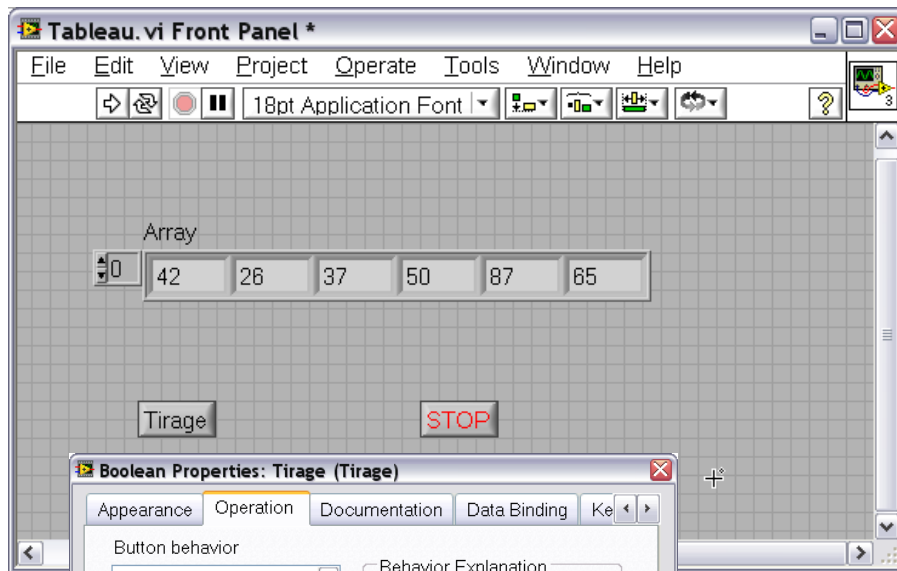 Tableau.vi Front Panel *
File Edit View Project Operate Tools Window Help
18pt Application Font
3
Array
0 42 26 37 50 87 65
Tirage STOP
Boolean Properties: Tirage (Tirage)
Appearance Operation Documentation Data Binding Ke
Button behavior
Behavior Explanation